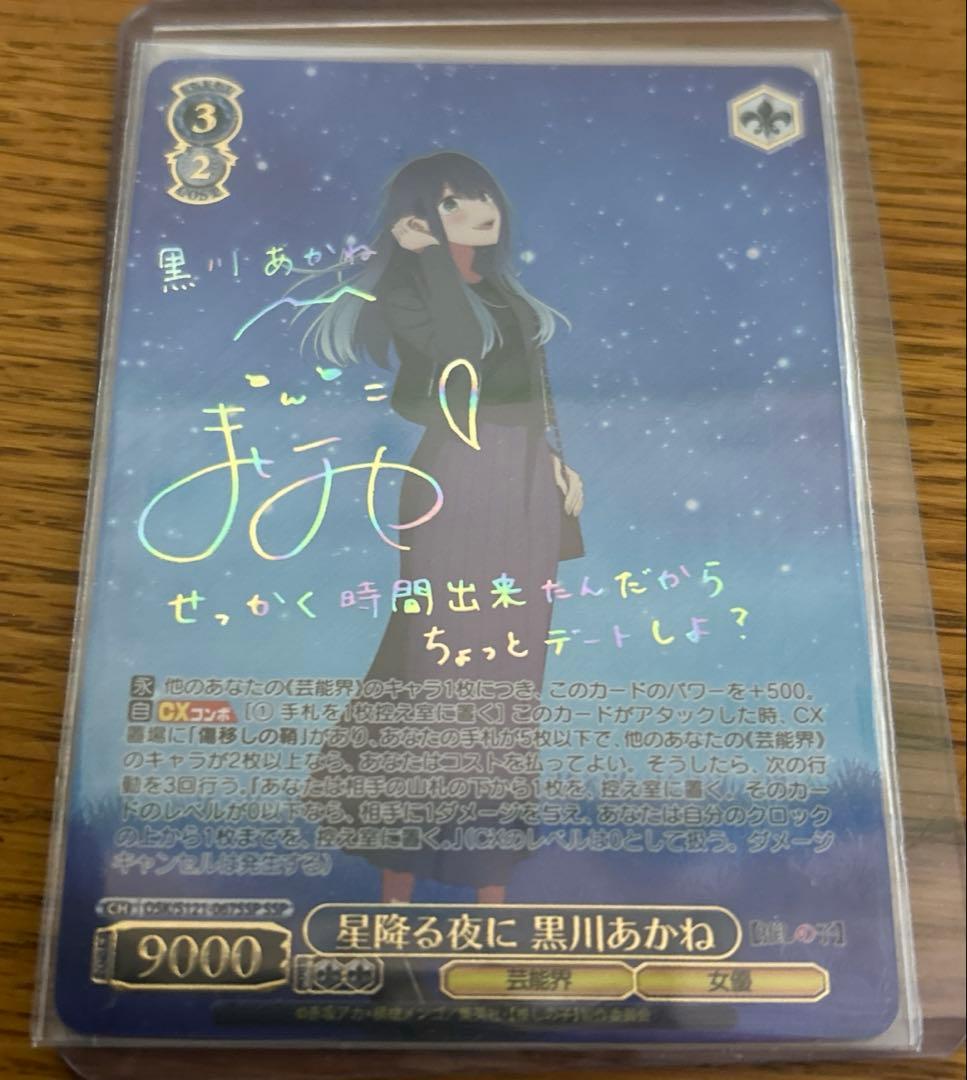 3
2
COST
黒川あかね
せっかく時間出来たんだから
ちょっとデートしよ?
永 他のあなたの《芸能界》のキャラ1枚につき、このカードのパワーを+500。
自 CXコンボ [① 手札を1枚控え室に置く] このカードがアタックした時、CX
置場に「傷移しの鞘」があり、あなたの手札が5枚以下で、他のあなたの《芸能界》
のキャラが2枚以上なら、あなたはコストを払ってよい。そうしたら、次の行
動を3回行う。『あなたは相手の山札の下から1枚を、控え室に置く。そのカー
ドのレベルが0以下なら、相手に1ダメージを与え、あなたは自分のクロック
の上から1枚までを、控え室に置く。』(CXのレベルは0として扱う。ダメージ
キャンセルは発生する)
CH OSK/S121-067SSP SSP
9000 星降る夜に 黒川あかね 【推しの子】
芸能界 女優